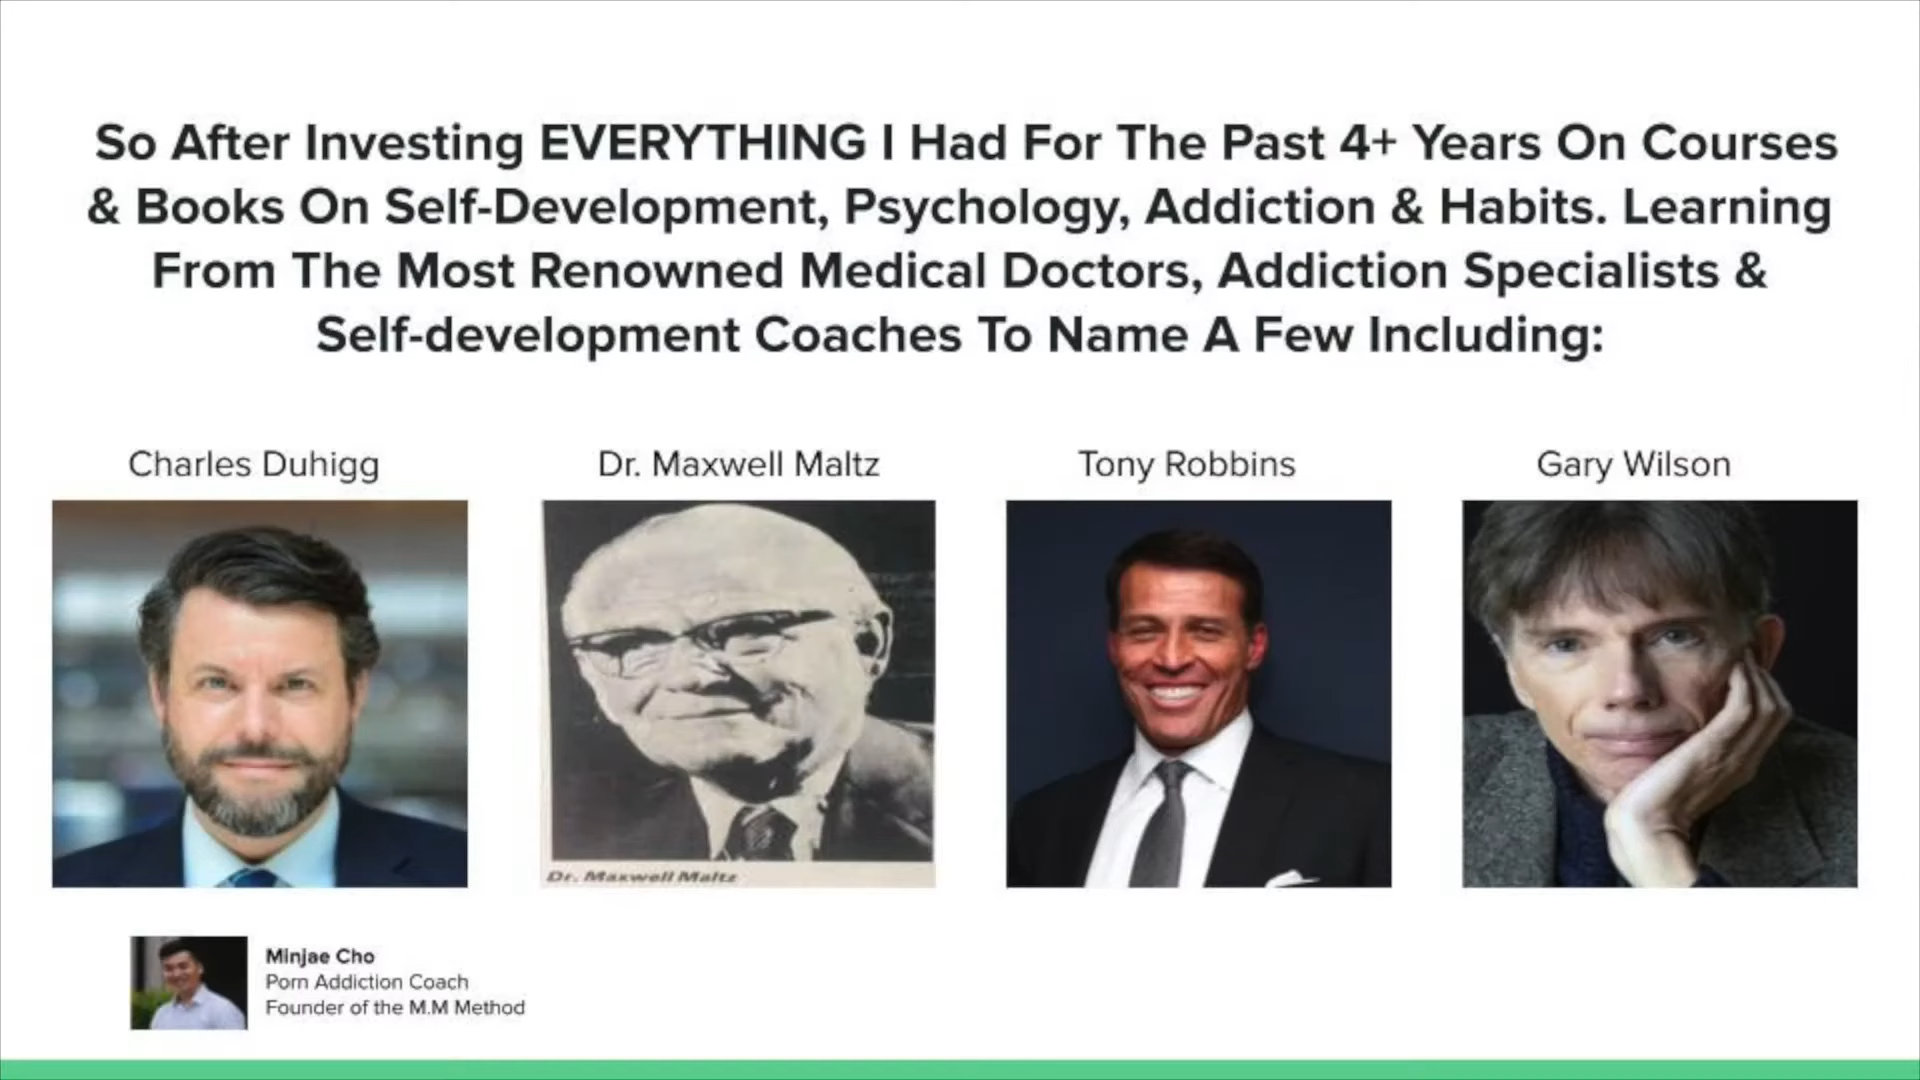 So After Investing EVERYTHING I Had For The Past 4+ Years On Courses
& Books On Self-Development, Psychology, Addiction & Habits. Learning
From The Most Renowned Medical Doctors, Addiction Specialists &
Self-development Coaches To Name A Few Including:
Charles Duhigg
Dr. Maxwell Maltz
Tony Robbins
Gary Wilson
Dr. Maxwell Maltz
Minjae Cho
Porn Addiction Coach
Founder of the M.M Method